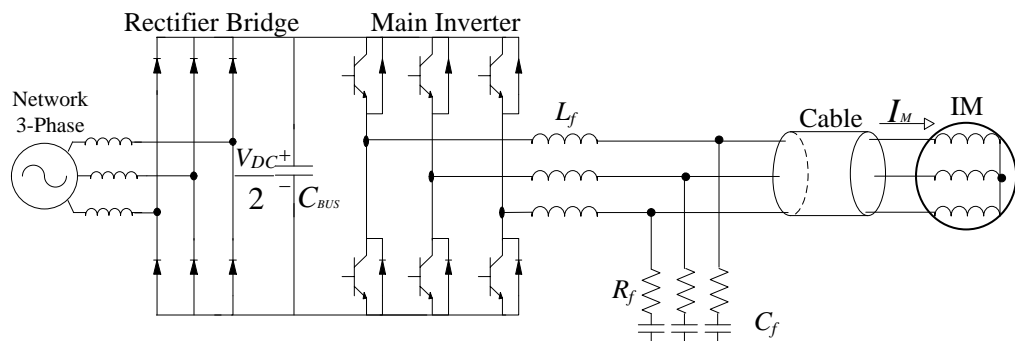 Rectifier Bridge
Main Inverter
Network
3-Phase
V_DC
2
+
−
C_BUS
L_f
R_f
C_f
Cable
I_M
IM